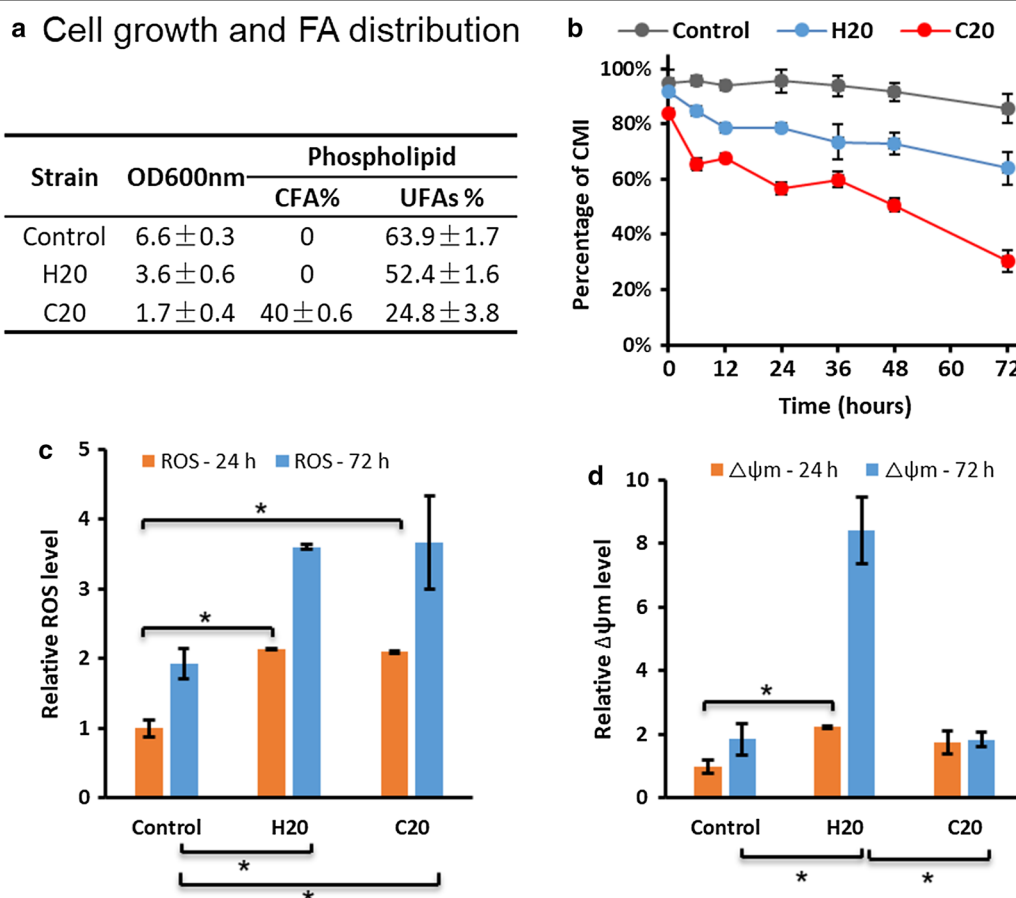 a Cell growth and FA distribution
Strain OD600nm Phospholipid
CFA% UFAs %
Control 6.6±0.3 0 63.9±1.7
H20 3.6±0.6 0 52.4±1.6
C20 1.7±0.4 40±0.6 24.8±3.8
b
Control H20 C20
Percentage of CMI
100%
80%
60%
40%
20%
0%
0 12 24 36 48 60 72
Time (hours)
c
ROS - 24 h ROS - 72 h
Relative ROS level
5
4
3
2
1
0
*
*
Control H20 C20
*
*
d
△ψm - 24 h △ψm - 72 h
Relative △ψm level
10
8
6
4
2
0
*
Control H20 C20
* *